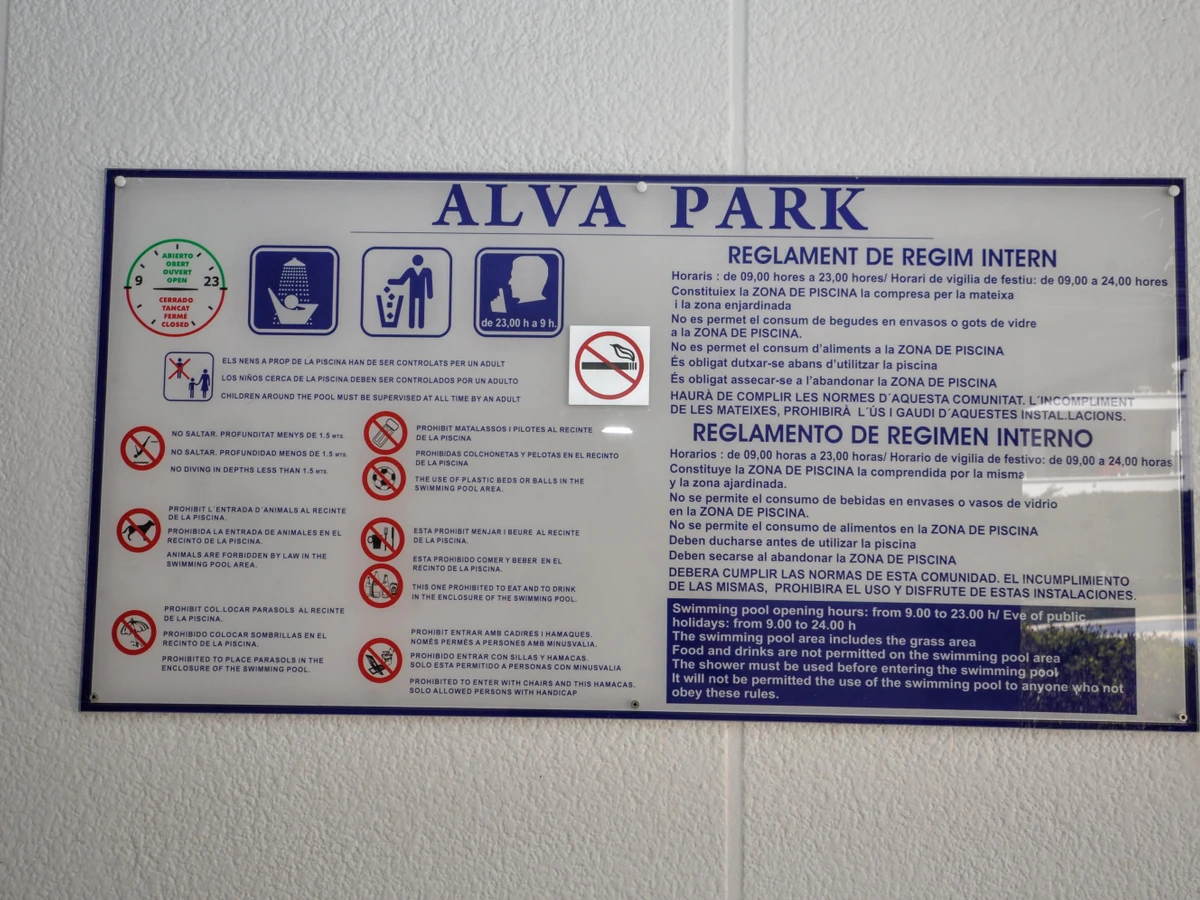 ALVA PARK
ABIERTO
OBERT
OUVERT
OPEN
9 23
CERRADO
TANCAT
FERMÉ
CLOSED
de 23,00 h a 9 h.
ELS NENS A PROP DE LA PISCINA HAN DE SER CONTROLATS PER UN ADULT
LOS NIÑOS CERCA DE LA PISCINA DEBEN SER CONTROLADOS POR UN ADULTO
CHILDREN AROUND THE POOL MUST BE SUPERVISED AT ALL TIME BY AN ADULT
NO SALTAR. PROFUNDITAT MENYS DE 1.5 MTS.
NO SALTAR. PROFUNDIDAD MENOS DE 1.5 MTS.
NO DIVING IN DEPTHS LESS THAN 1.5 MTS.
PROHIBIT L´ENTRADA D´ANIMALS AL RECINTE
DE LA PISCINA.
PROHIBIDA LA ENTRADA DE ANIMALES EN EL
RECINTO DE LA PISCINA.
ANIMALS ARE FORBIDDEN BY LAW IN THE
SWIMMING POOL AREA.
PROHIBIT COL.LOCAR PARASOLS AL RECINTE
DE LA PISCINA.
PROHIBIDO COLOCAR SOMBRILLAS EN EL
RECINTO DE LA PISCINA.
PROHIBITED TO PLACE PARASOLS IN THE
ENCLOSURE OF THE SWIMMING POOL.
PROHIBIT MATALASSOS I PILOTES AL RECINTE
DE LA PISCINA
PROHIBIDAS COLCHONETAS Y PELOTAS EN EL RECINTO
DE LA PISCINA
THE USE OF PLASTIC BEDS OR BALLS IN THE
SWIMMING POOL AREA.
ESTA PROHIBIT MENJAR I BEURE AL RECINTE
DE LA PISCINA.
ESTA PROHIBIDO COMER Y BEBER EN EL
RECINTO DE LA PISCINA.
THIS ONE PROHIBITED TO EAT AND TO DRINK
IN THE ENCLOSURE OF THE SWIMMING POOL.
PROHIBIT ENTRAR AMB CADIRES I HAMAQUES.
NOMÉS PERMÉS A PERSONES AMB MINUSVALIA.
PROHIBIDO ENTRAR CON SILLAS Y HAMACAS.
SOLO ESTA PERMITIDO A PERSONAS CON MINUSVALIA
PROHIBITED TO ENTER WITH CHAIRS AND THIS HAMACAS.
SOLO ALLOWED PERSONS WITH HANDICAP
REGLAMENT DE REGIM INTERN
Horaris : de 09,00 hores a 23,00 hores/ Horari de vigilia de festiu: de 09,00 a 24,00 hores
Constituiex la ZONA DE PISCINA la compresa per la mateixa
i la zona enjardinada
No es permet el consum de begudes en envasos o gots de vidre
a la ZONA DE PISCINA.
No es permet el consum d'aliments a la ZONA DE PISCINA
És obligat dutxar-se abans d'utilitzar la piscina
És obligat assecar-se a l'abandonar la ZONA DE PISCINA
HAURÀ DE COMPLIR LES NORMES D´AQUESTA COMUNITAT. L´INCOMPLIMENT
DE LES MATEIXES, PROHIBIRÀ L´ÚS I GAUDI D´AQUESTES INSTAL.LACIONS.
REGLAMENTO DE REGIMEN INTERNO
Horarios : de 09,00 horas a 23,00 horas/ Horario de vigilia de festivo: de 09,00 a 24,00 horas
Constituye la ZONA DE PISCINA la comprendida por la misma
y la zona ajardinada.
No se permite el consumo de bebidas en envases o vasos de vidrio
en la ZONA DE PISCINA.
No se permite el consumo de alimentos en la ZONA DE PISCINA
Deben ducharse antes de utilizar la piscina
Deben secarse al abandonar la ZONA DE PISCINA
DEBERA CUMPLIR LAS NORMAS DE ESTA COMUNIDAD. EL INCUMPLIMIENTO
DE LAS MISMAS, PROHIBIRA EL USO Y DISFRUTE DE ESTAS INSTALACIONES.
Swimming pool opening hours: from 9.00 to 23.00 h/ Eve of public
holidays: from 9.00 to 24.00 h
The swimming pool area includes the grass area
Food and drinks are not permitted on the swimming pool area
The shower must be used before entering the swimming pool
It will not be permitted the use of the swimming pool to anyone who not
obey these rules.